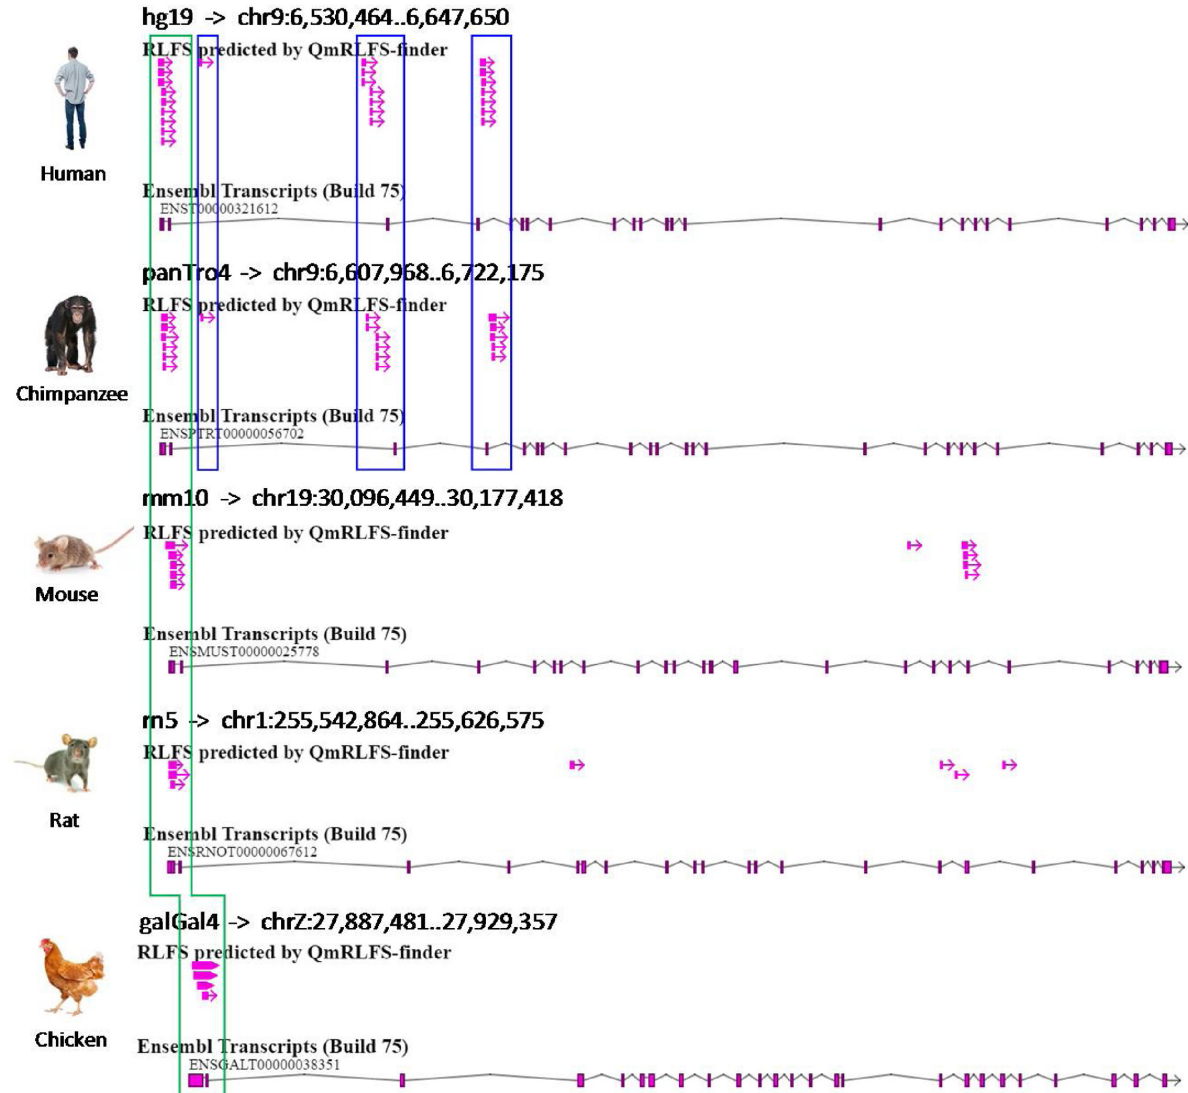 hg19 -> chr9:6,530,464..6,647,650
RLFS predicted by QmRLFS-finder
Human
Ensembl Transcripts (Build 75)
ENST00000321612
panTro4 -> chr9:6,607,968..6,722,175
RLFS predicted by QmRLFS-finder
Chimpanzee
Ensembl Transcripts (Build 75)
ENSPTRT00000056702
mm10 -> chr19:30,096,449..30,177,418
RLFS predicted by QmRLFS-finder
Mouse
Ensembl Transcripts (Build 75)
ENSMUST00000025778
rn5 -> chr1:255,542,864..255,626,575
RLFS predicted by QmRLFS-finder
Rat
Ensembl Transcripts (Build 75)
ENSRNOT00000067612
galGal4 -> chrZ:27,887,481..27,929,357
RLFS predicted by QmRLFS-finder
Chicken
Ensembl Transcripts (Build 75)
ENSGALT00000038351